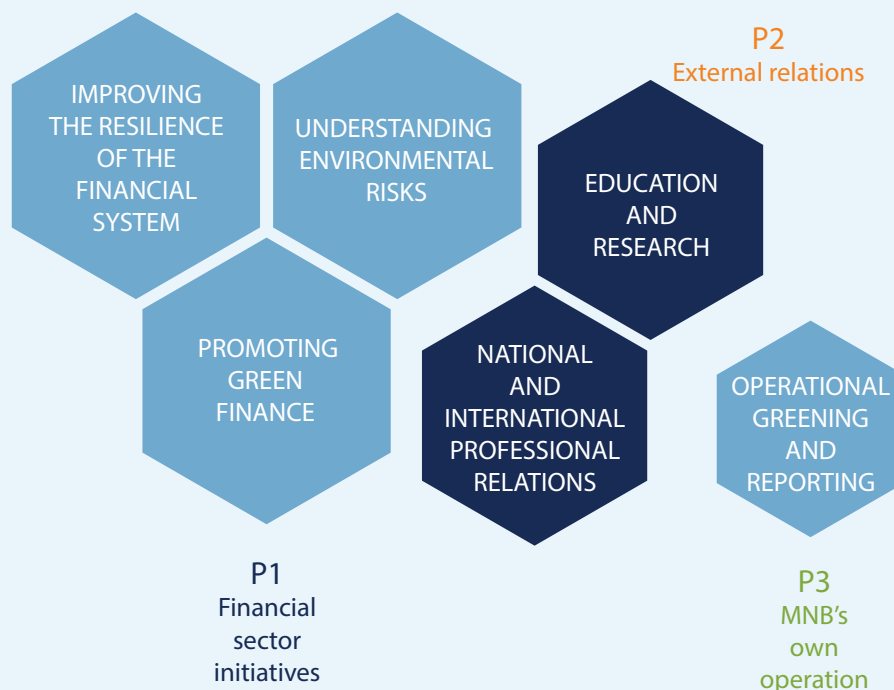 IMPROVING
THE RESILIENCE
OF THE
FINANCIAL
SYSTEM
UNDERSTANDING
ENVIRONMENTAL
RISKS
P2
External relations
EDUCATION
AND
RESEARCH
PROMOTING
GREEN
FINANCE
NATIONAL
AND
INTERNATIONAL
PROFESSIONAL
RELATIONS
OPERATIONAL
GREENING
AND
REPORTING
P1
Financial
sector
initiatives
P3
MNB's
own
operation